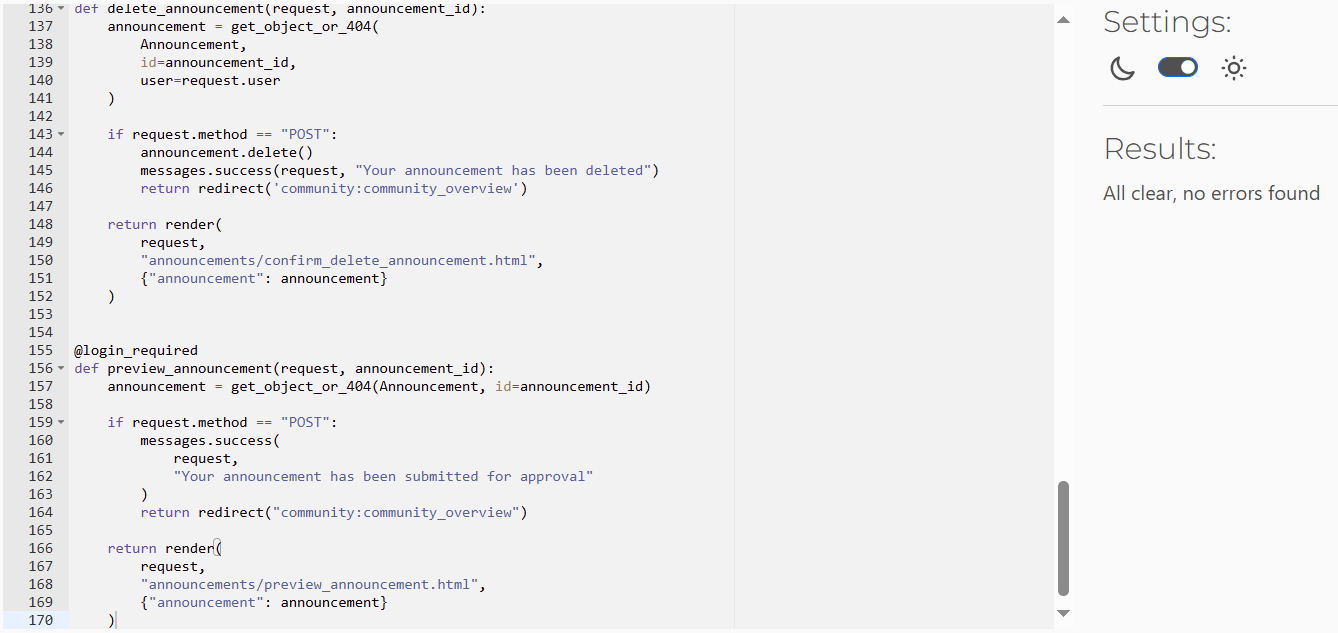 136 def delete_announcement(request, announcement_id):
137     announcement = get_object_or_404(
138         Announcement,
139         id=announcement_id,
140         user=request.user
141     )
142
143     if request.method == "POST":
144         announcement.delete()
145         messages.success(request, "Your announcement has been deleted")
146         return redirect('community:community_overview')
147
148     return render(
149         request,
150         "announcements/confirm_delete_announcement.html",
151         {"announcement": announcement}
152     )
153
154
155 @login_required
156 def preview_announcement(request, announcement_id):
157     announcement = get_object_or_404(Announcement, id=announcement_id)
158
159     if request.method == "POST":
160         messages.success(
161             request,
162             "Your announcement has been submitted for approval"
163         )
164         return redirect("community:community_overview")
165
166     return render(
167         request,
168         "announcements/preview_announcement.html",
169         {"announcement": announcement}
170     )
Settings:
Results:
All clear, no errors found